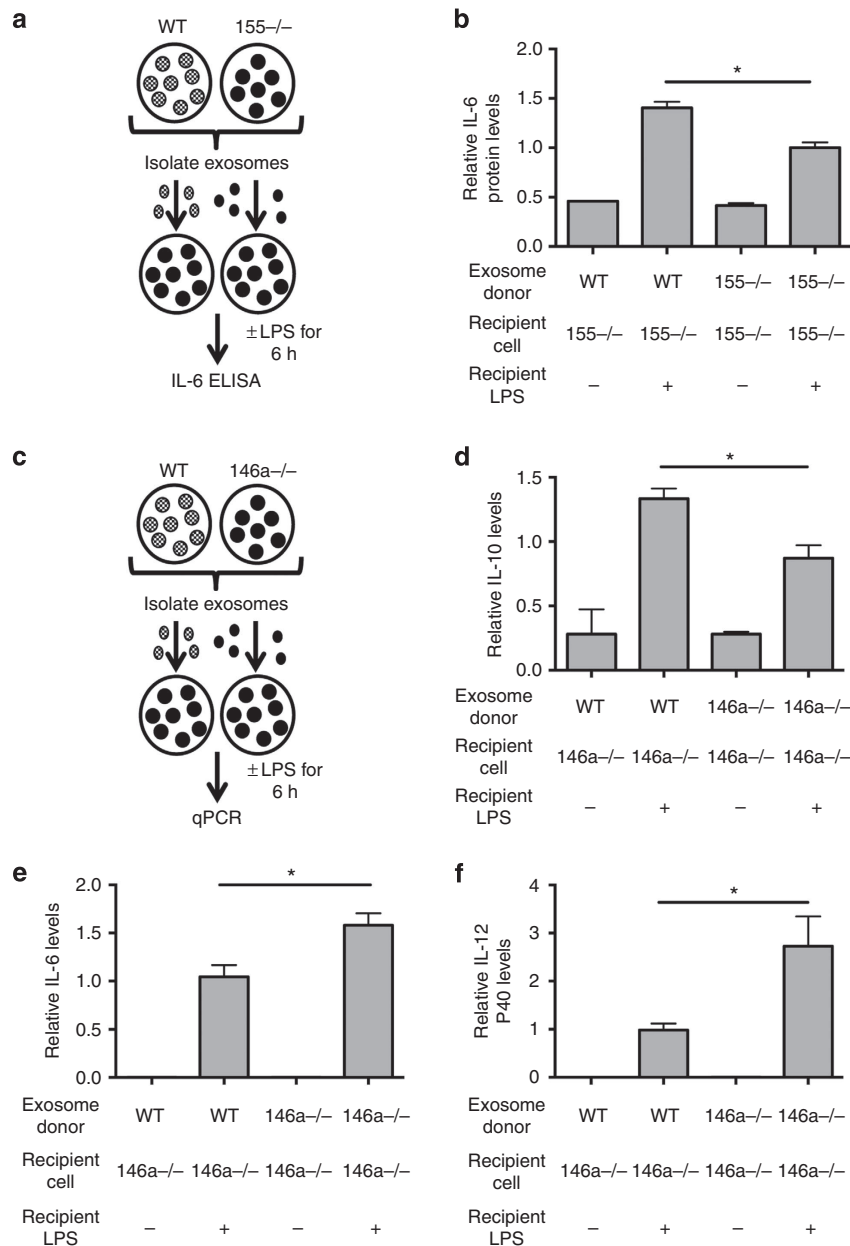 a
WT 155–/–
Isolate exosomes
±LPS for
6 h
IL-6 ELISA
b
Relative IL-6
protein levels
2.0
1.5
1.0
0.5
0.0
*
Exosome
donor
WT WT 155–/– 155–/–
Recipient
cell
155–/– 155–/– 155–/– 155–/–
Recipient
LPS
– + – +
c
WT 146a–/–
Isolate exosomes
±LPS for
6 h
qPCR
d
Relative IL-10 levels
1.5
1.0
0.5
0.0
*
Exosome
donor
WT WT 146a–/– 146a–/–
Recipient
cell
146a–/– 146a–/– 146a–/– 146a–/–
Recipient
LPS
– + – +
e
Relative IL-6 levels
2.0
1.5
1.0
0.5
0.0
*
Exosome
donor
WT WT 146a–/– 146a–/–
Recipient
cell
146a–/– 146a–/– 146a–/– 146a–/–
Recipient
LPS
– + – +
f
Relative IL-12
P40 levels
4
3
2
1
0
*
Exosome
donor
WT WT 146a–/– 146a–/–
Recipient
cell
146a–/– 146a–/– 146a–/– 146a–/–
Recipient
LPS
– + – +